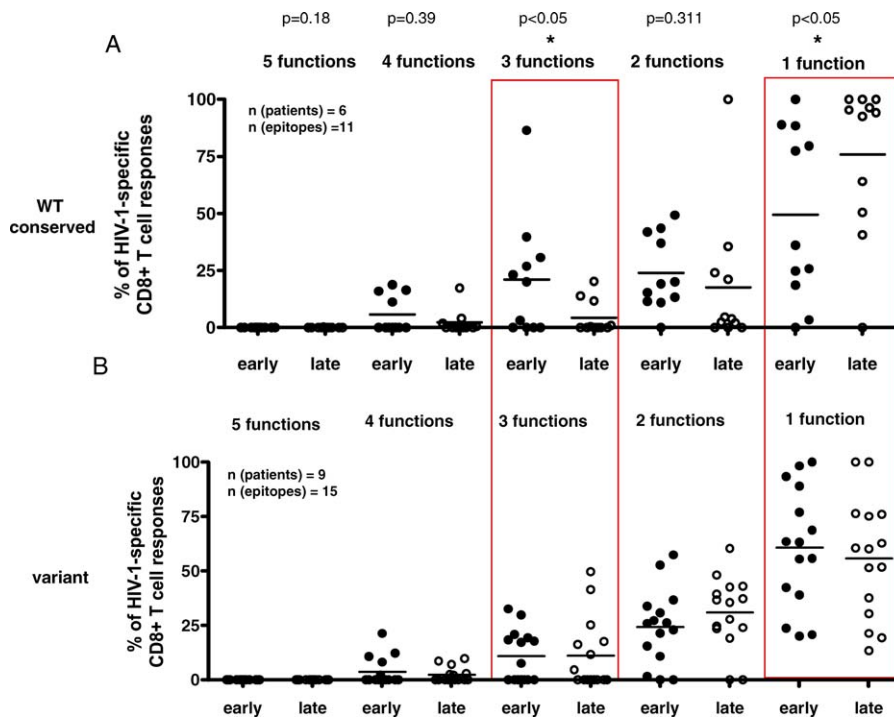 p=0.18 p=0.39 p<0.05 p=0.311 p<0.05
A * *
5 functions 4 functions 3 functions 2 functions 1 function
100
n (patients) = 6
n (epitopes) =11
75
WT
conserved
% of HIV-1-specific
CD8+ T cell responses
50
25
0
early late early late early late early late early late
B
5 functions 4 functions 3 functions 2 functions 1 function
100
n (patients) = 9
n (epitopes) = 15
75
variant
% of HIV-1-specific
CD8+ T cell responses
50
25
0
early late early late early late early late early late